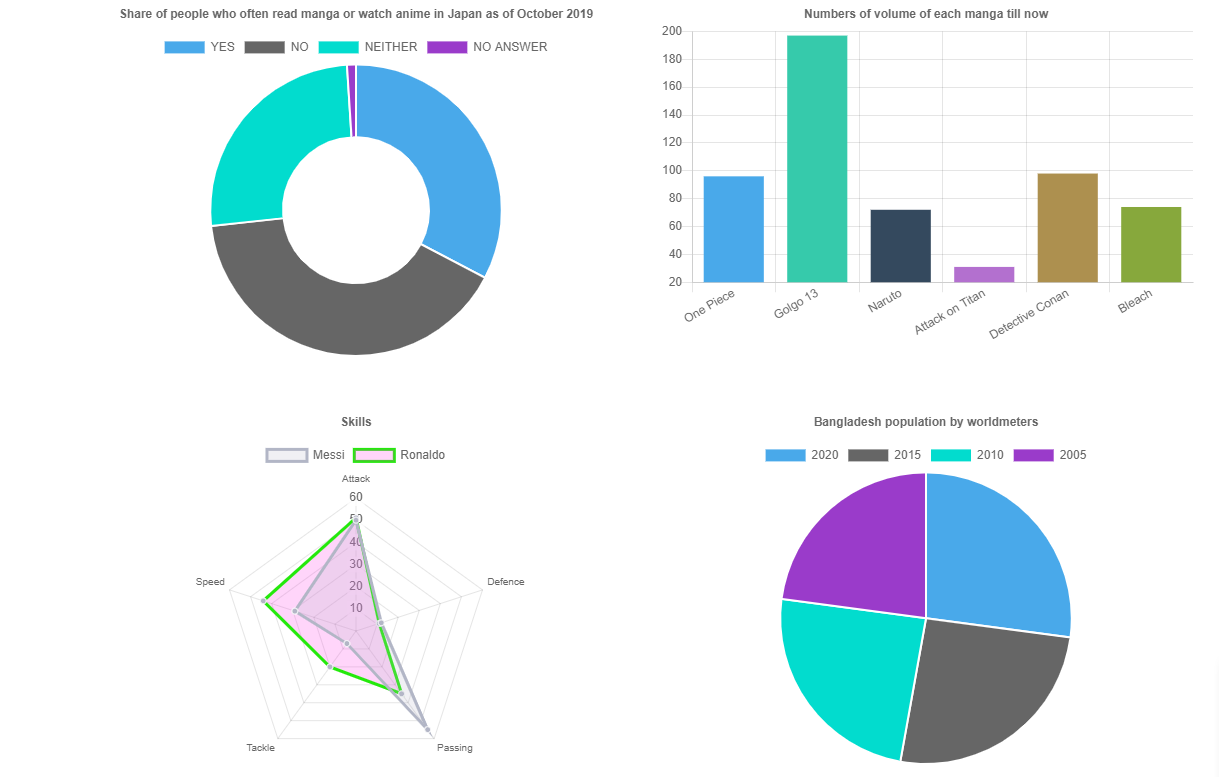 Share of people who often read manga or watch anime in Japan as of October 2019
YES NO NEITHER NO ANSWER
Numbers of volume of each manga till now
200
180
160
140
120
100
80
60
40
20
One Piece
Golgo 13
Naruto
Attack on Titan
Detective Conan
Bleach
Skills
Messi Ronaldo
Attack
60
50
40
30
20
10
Speed
Defence
Tackle
Passing
Bangladesh population by worldmeters
2020 2015 2010 2005